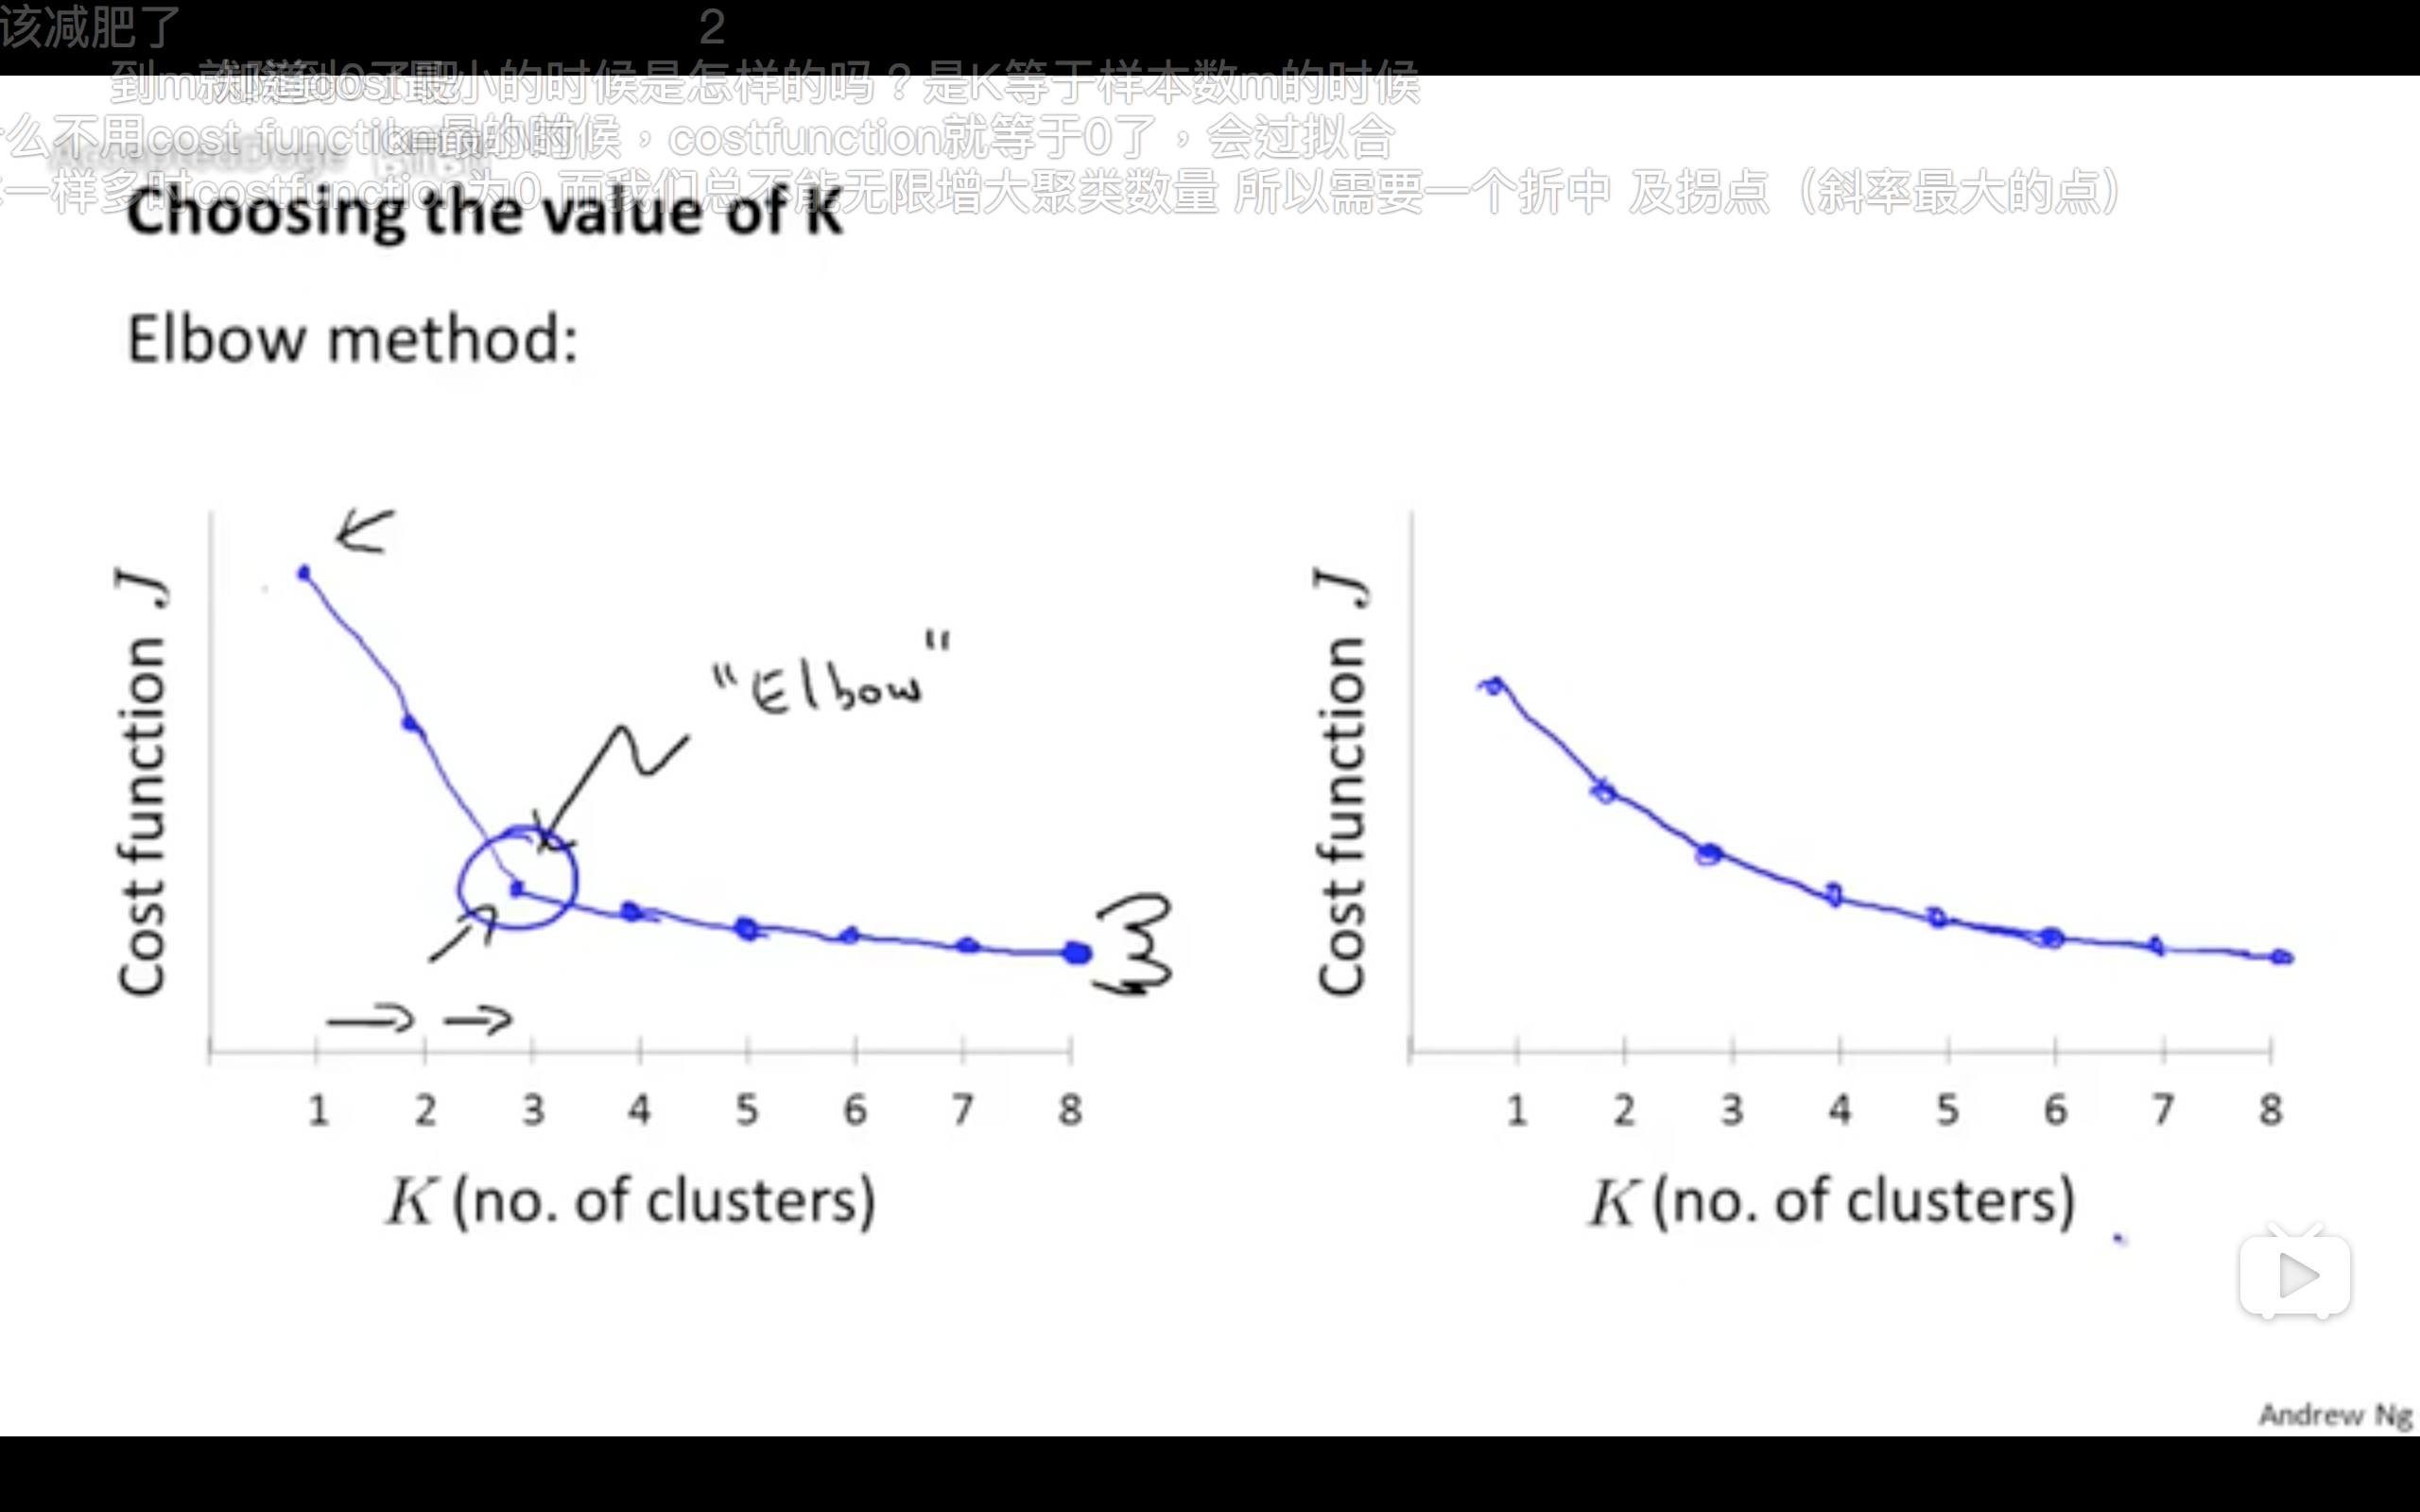 该减肥了
2
小的时候是怎样的吗？是K等于样本数m的时候
么不用cost function
的时候，costfunction就等于0了，会过拟合
一样多时costfunction为0 而我们总不能无限增大聚类数量 所以需要一个折中 及拐点（斜率最大的点）
Choosing the value of K
Elbow method:
"Elbow"
Cost function J
1 2 3 4 5 6 7 8
K (no. of clusters)
Cost function J
1 2 3 4 5 6 7 8
K (no. of clusters)
Andrew Ng